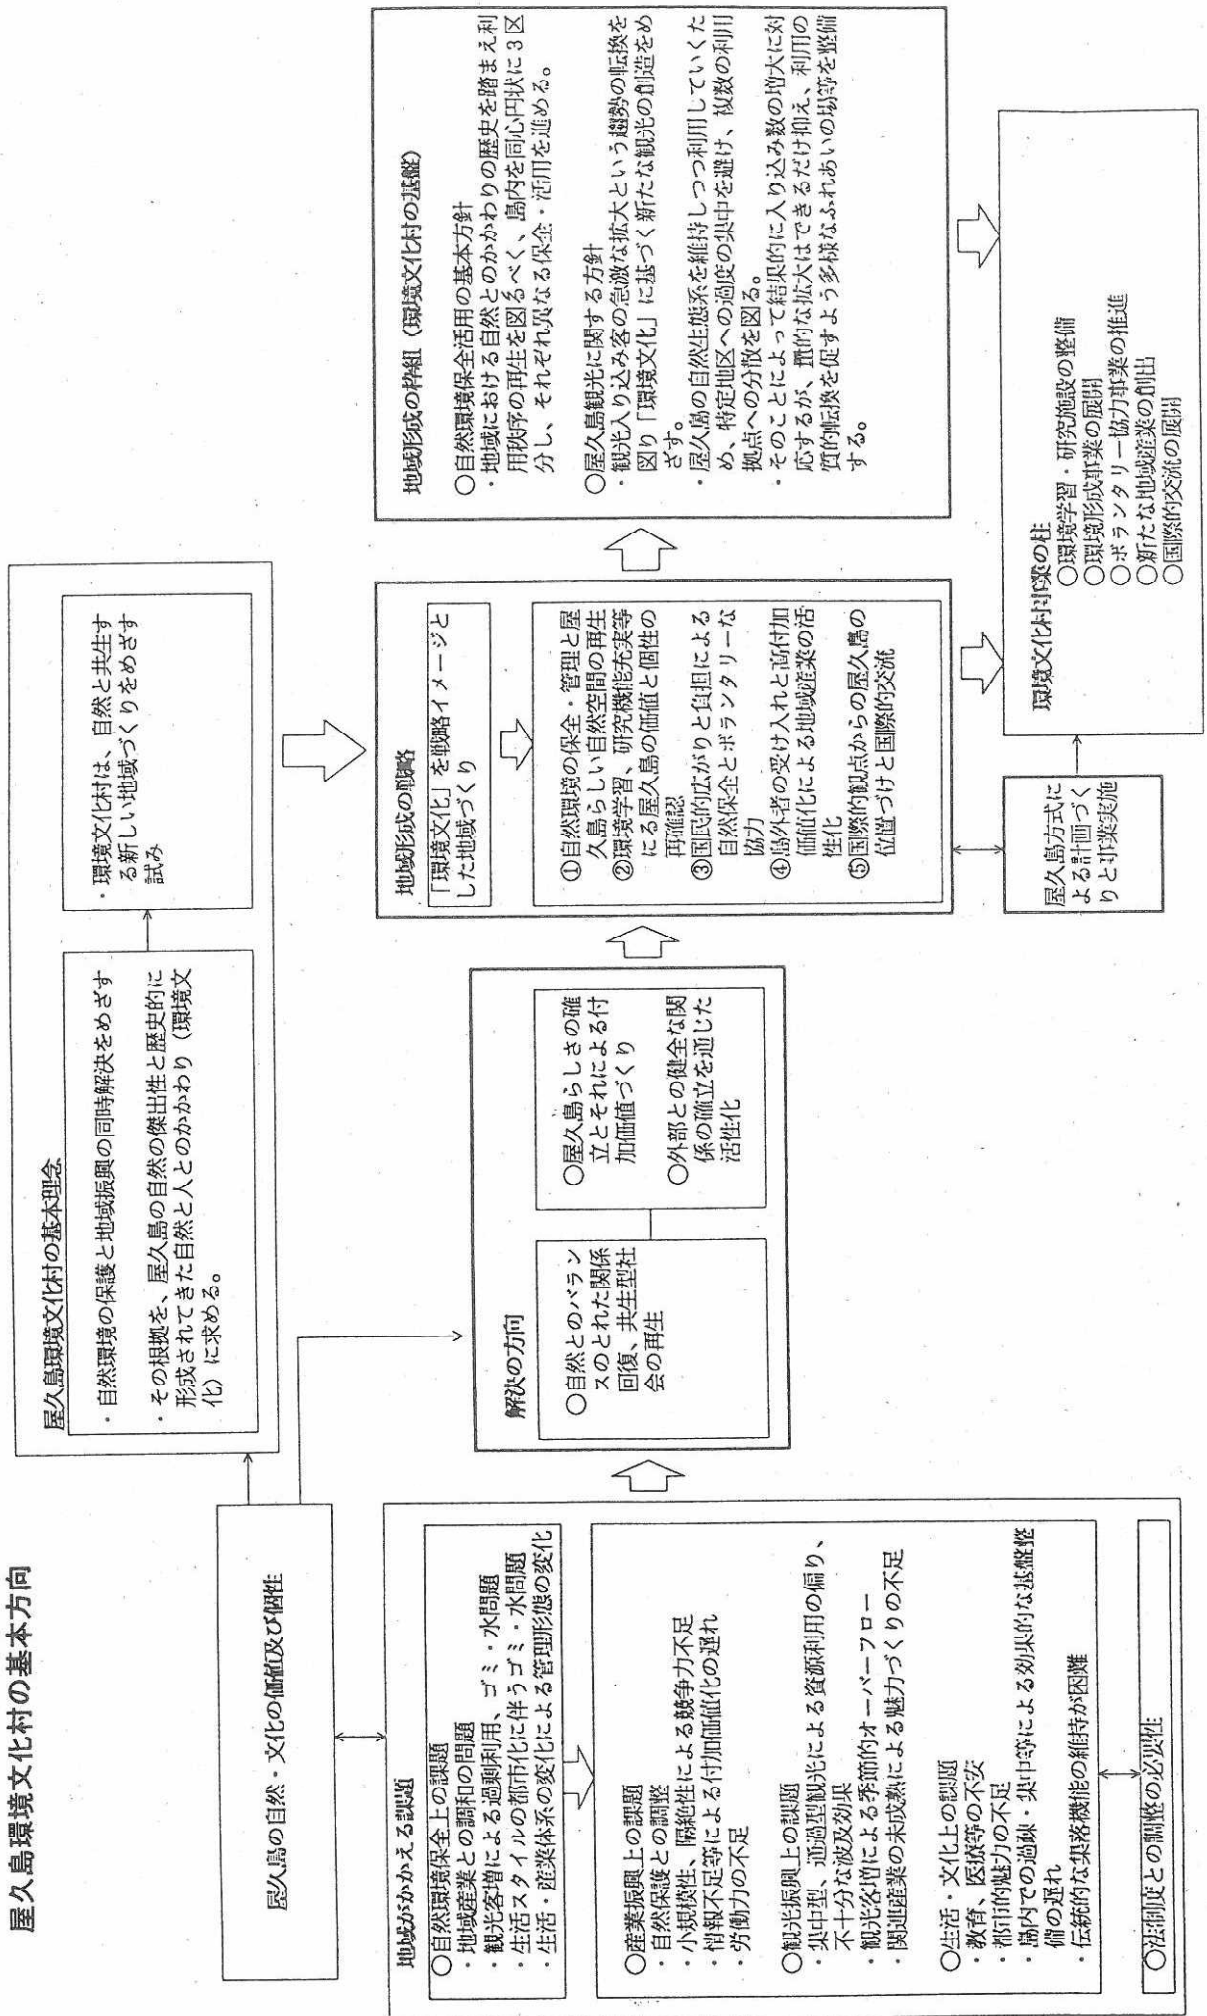 屋久島環境文化村の基本方向
屋久島の自然・文化の価値及び個性
屋久島環境文化村の基本理念
・自然環境の保護と地域振興の同時解決をめざす
・その根拠を、屋久島の自然の傑出性と歴史的に
形成されてきた自然と人とのかかわり（環境文
化）に求める。
・環境文化村は、自然と共生す
る新しい地域づくりをめざす
試み
地域がかかえる課題
○自然環境保全上の課題
・地域産業との調和の問題
・観光客増による過剰利用、ゴミ・水問題
・生活スタイルの都市化に伴うゴミ・水問題
・生活・産業体系の変化による管理形態の変化
○産業振興上の課題
・自然保護との調整
・小規模性、隔絶性による競争力不足
・情報不足等による付加価値化の遅れ
・労働力の不足
○観光振興上の課題
・集中型、通過型観光による資源利用の偏り、
不十分な波及効果
・観光客増による季節的オーバーフロー
・関連産業の未成熟による魅力づくりの不足
○生活・文化上の課題
・教育、医療等の不安
・都市的魅力の不足
・島内での過疎・集中等による効果的な基盤整
備の遅れ
・伝統的な集落機能の維持が困難
○法制度との調整の必要性
解決の方向
○自然とのバラン
スのとれた関係
回復、共生型社
会の再生
○屋久島らしさの確
立とそれによる付
加価値づくり
○外部との健全な関
係の確立を通じた
活性化
地域形成の戦略
「環境文化」を戦略イメージと
した地域づくり
①自然環境の保全・管理と屋
久島らしい自然空間の再生
②環境学習、研究機能充実等
にる屋久島の価値と個性の
再確認
③国民的広がりと負担による
自然保全とボランタリーな
協力
④島外者の受け入れと高付加
価値化による地域産業の活
性化
⑤国際的観点からの屋久島の
位置づけと国際的交流
地域形成の枠組（環境文化村の基盤）
○自然環境保全活用の基本方針
・地域における自然とのかかわりの歴史を踏まえ利
用秩序の再生を図るべく、島内を同心円状に３区
分し、それぞれ異なる保全・活用を進める。
○屋久島観光に関する方針
・観光入り込み客の急激な拡大という趨勢の転換を
図り「環境文化」に基づく新たな観光の創造をめ
ざす。
・屋久島の自然生態系を維持しつつ利用していくた
め、特定地区への過度の集中を避け、複数の利用
拠点への分散を図る。
・そのことによって結果的に入り込み数の増大に対
応するが、量的な拡大はできるだけ抑え、利用の
質的転換を促すよう多様なふれあいの場等を整備
する。
屋久島方式に
よる計画づく
りと事業実施
環境文化村事業の柱
○環境学習・研究施設の整備
○環境形成事業の展開
○ボランタリー協力事業の推進
○新たな地域産業の創出
○国際的交流の展開